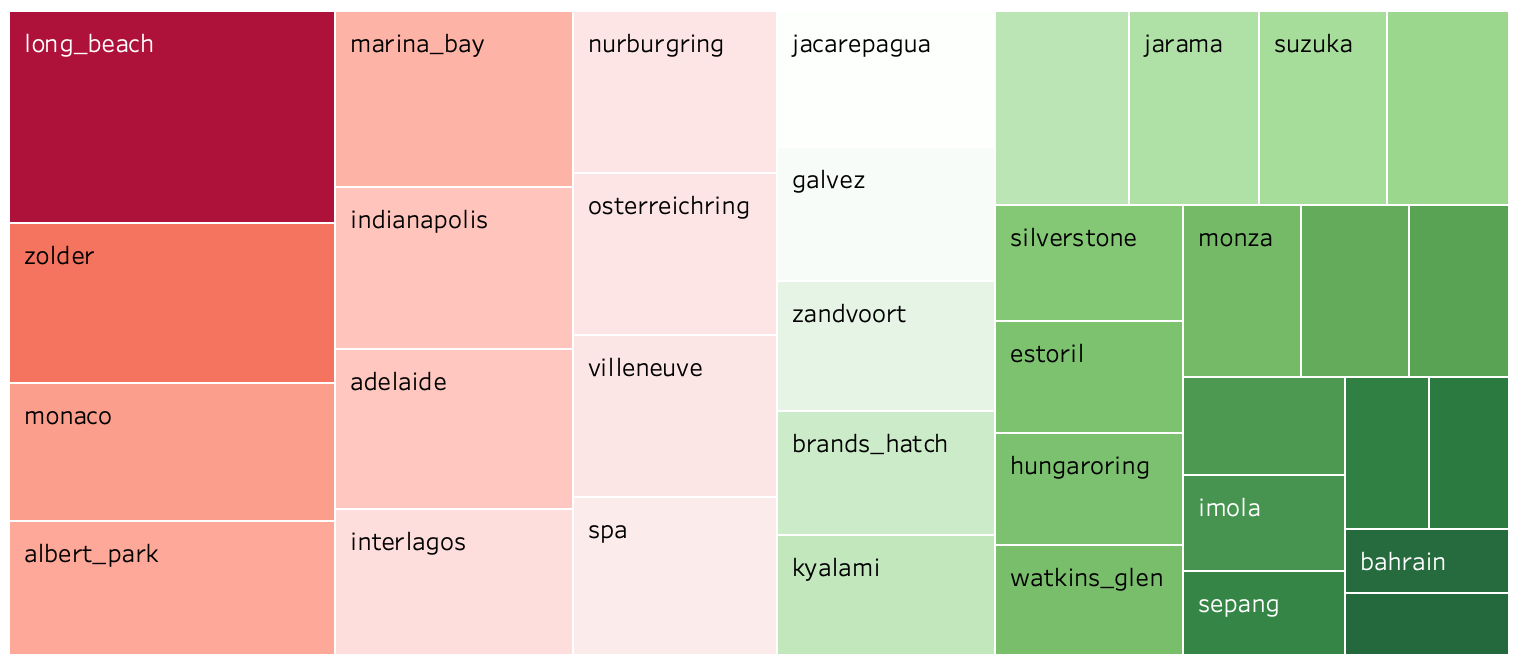 long_beach
zolder
monaco
albert_park
marina_bay
indianapolis
adelaide
interlagos
nurburgring
osterreichring
villeneuve
spa
jacarepagua
galvez
zandvoort
brands_hatch
kyalami
jarama
suzuka
silverstone
estoril
hungaroring
watkins_glen
monza
imola
sepang
bahrain